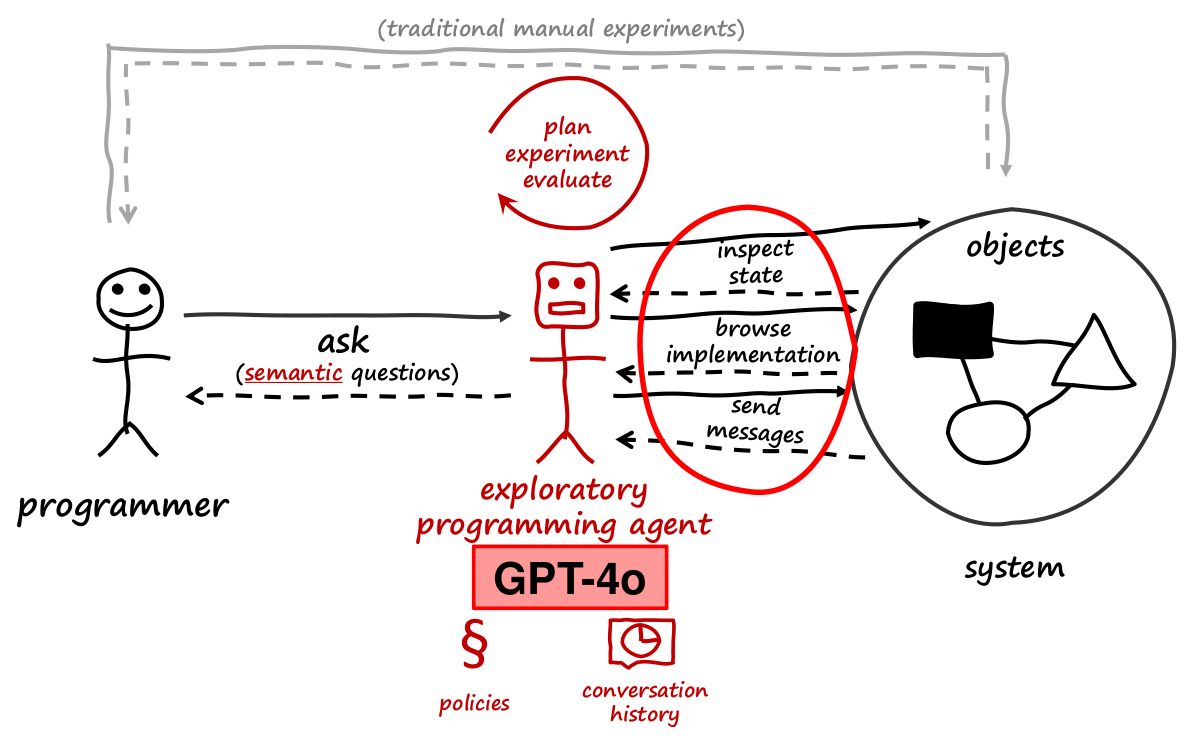 (traditional manual experiments)
plan
experiment
evaluate
inspect
state
objects
browse
implementation
ask
(semantic questions)
send
messages
programmer
exploratory
programming agent
system
GPT-4o
§
policies
conversation
history